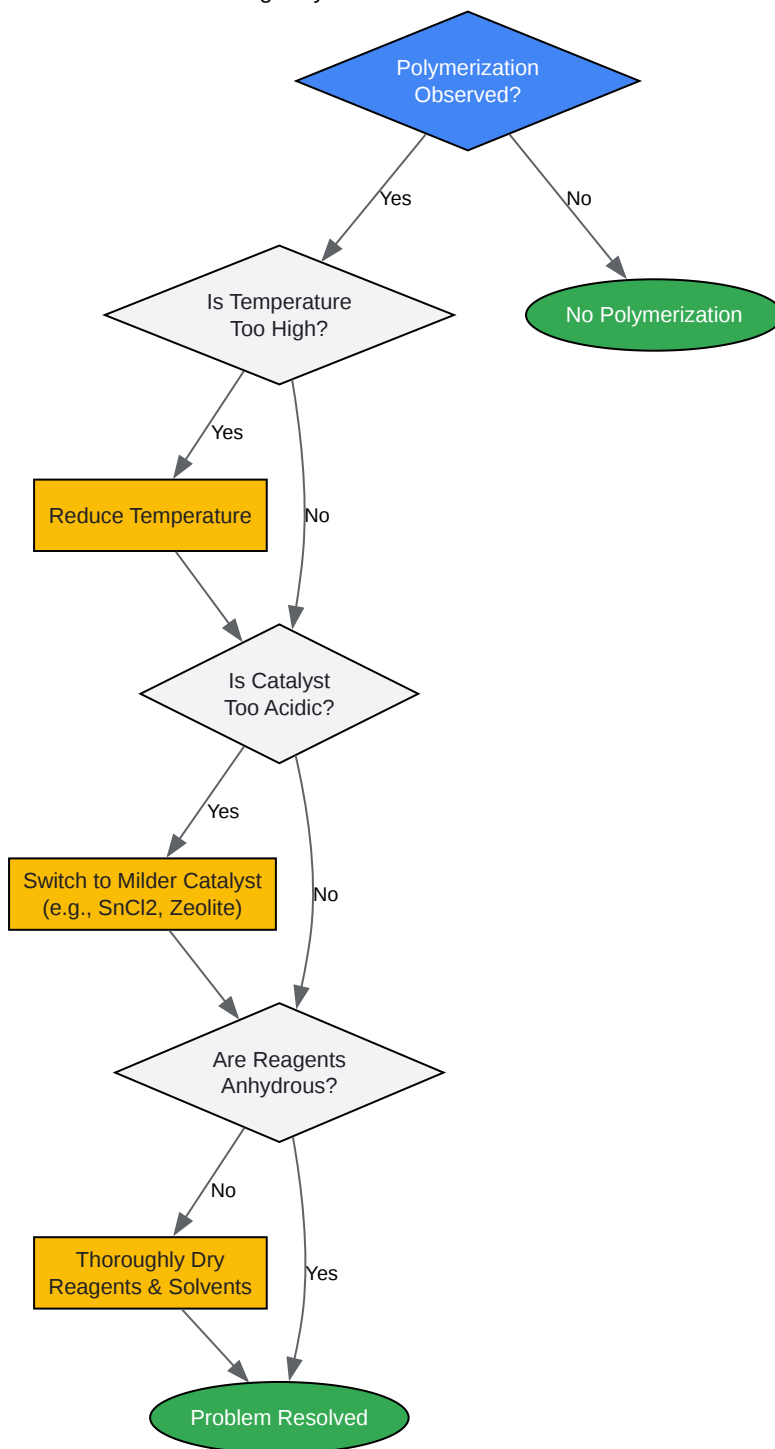 Polymerization
Observed?
Yes
No
Is Temperature
Too High?
No Polymerization
Yes
Reduce Temperature
No
Is Catalyst
Too Acidic?
Yes
Switch to Milder Catalyst
(e.g., SnCl2, Zeolite)
No
Are Reagents
Anhydrous?
No
Thoroughly Dry
Reagents & Solvents
Yes
Problem Resolved